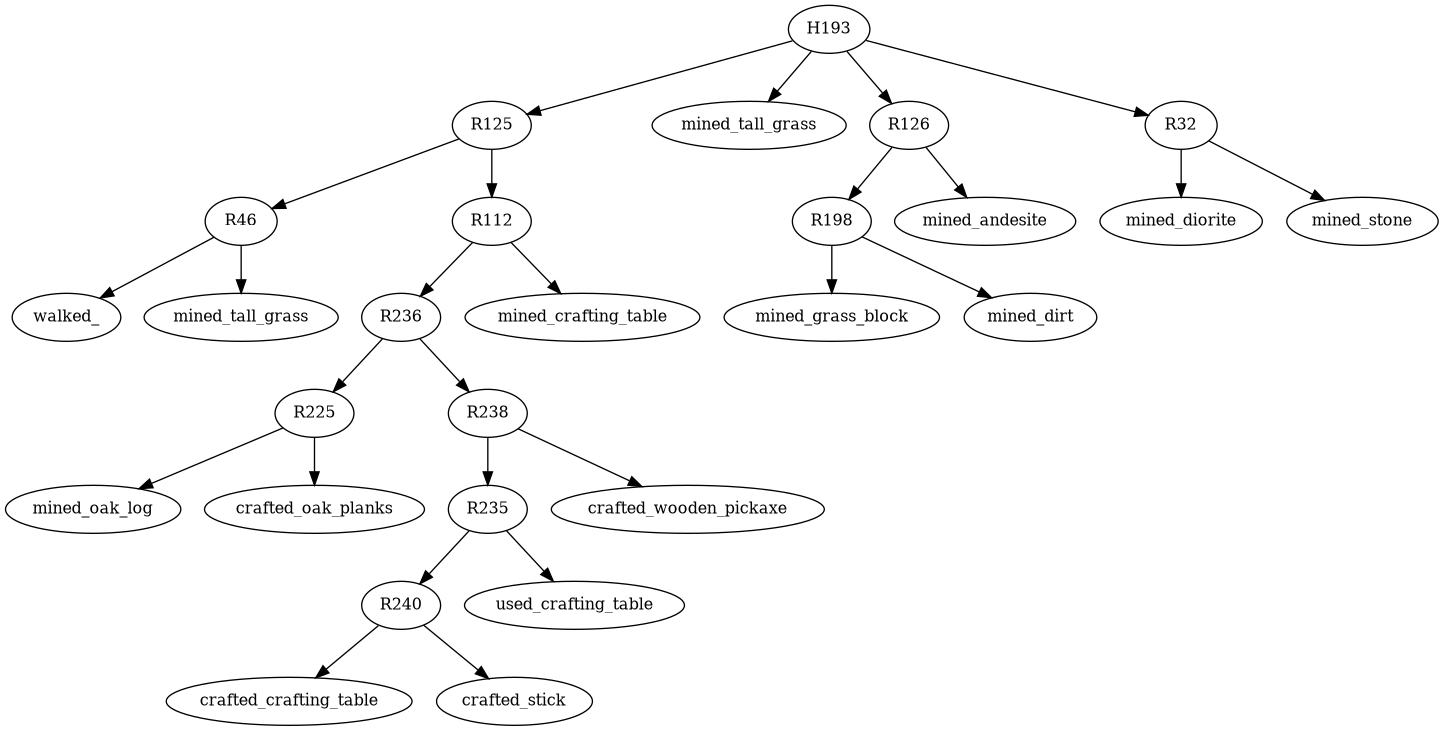 H193
R125
mined_tall_grass
R126
R32
R46
R112
R198
mined_andesite
mined_diorite
mined_stone
walked_
mined_tall_grass
R236
mined_crafting_table
mined_grass_block
mined_dirt
R225
R238
mined_oak_log
crafted_oak_planks
R235
crafted_wooden_pickaxe
R240
used_crafting_table
crafted_crafting_table
crafted_stick